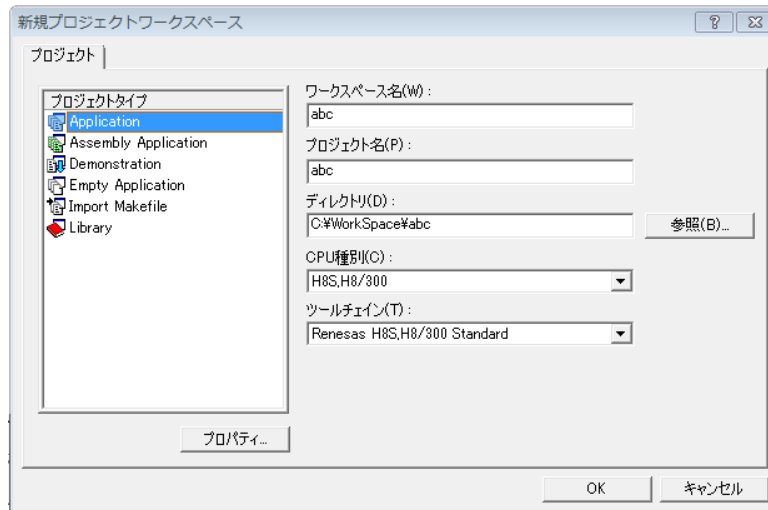 新規プロジェクトワークスペース
プロジェクト
プロジェクトタイプ
Application
Assembly Application
Demonstration
Empty Application
Import Makefile
Library
プロパティ...
ワークスペース名(W) :
abc
プロジェクト名(P) :
abc
ディレクトリ(D) :
C:¥WorkSpace¥abc
参照(B)...
CPU種別(C) :
H8S,H8/300
ツールチェイン(T) :
Renesas H8S,H8/300 Standard
OK
キャンセル